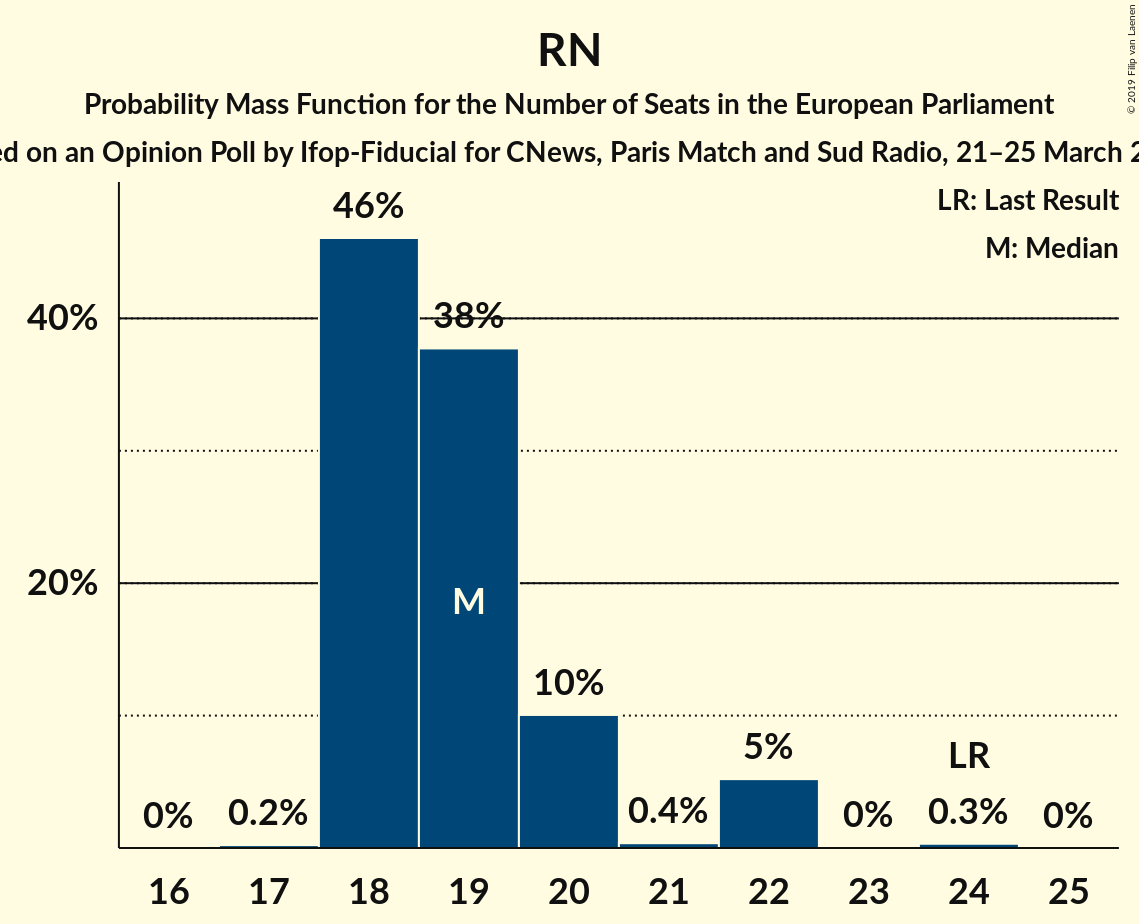 RN
Probability Mass Function for the Number of Seats in the European Parliament
on an Opinion Poll by Ifop-Fiducial for CNews, Paris Match and Sud Radio, 21–25 March
© 2019 Filip van Laenen
LR: Last Result
M: Median
46%
38%
40%
20%
M
10%
5%
LR
0%
0.2%
0.4%
0%
0.3%
0%
16 17 18 19 20 21 22 23 24 25